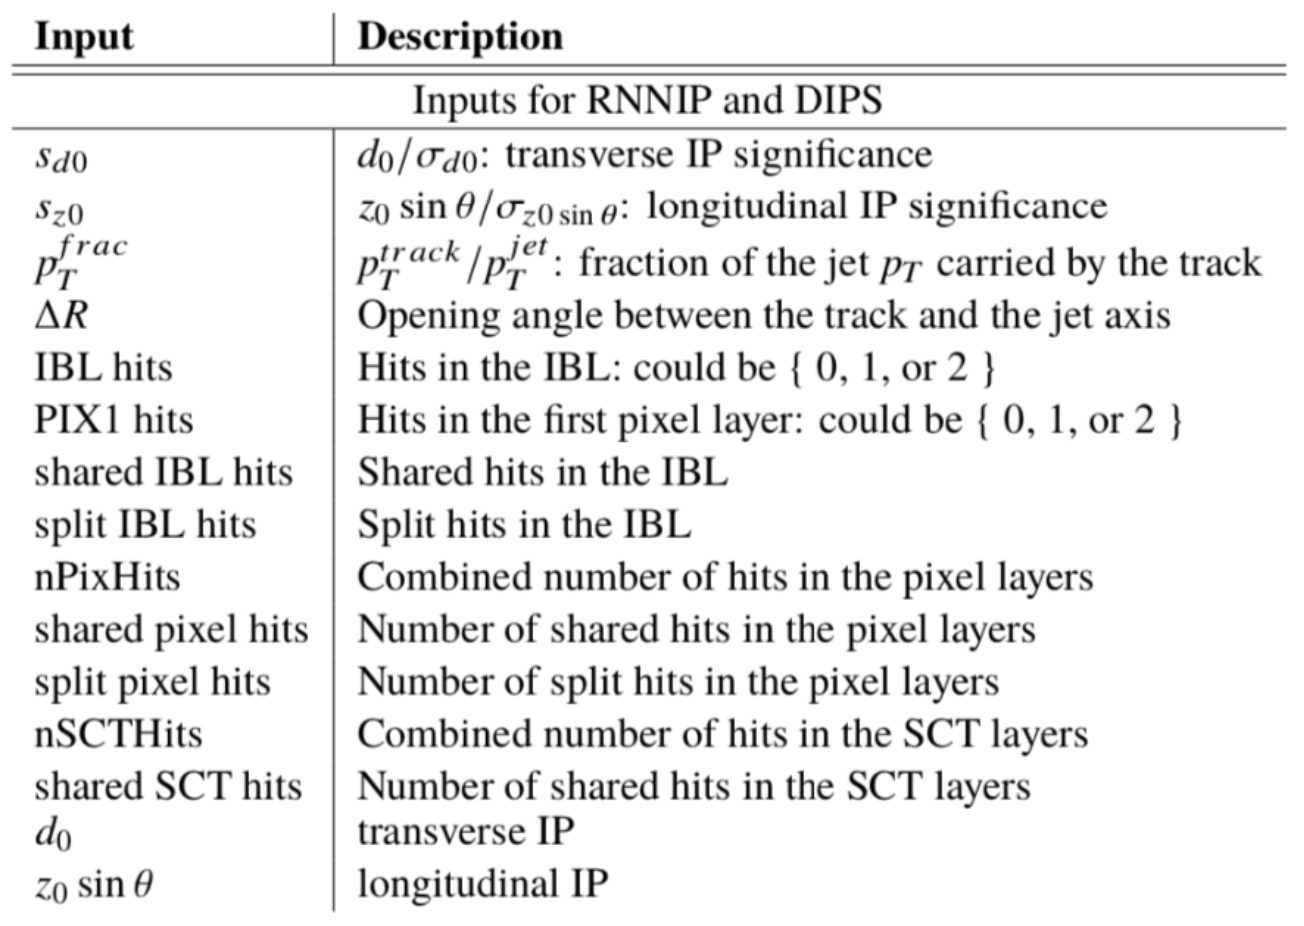 Input Description
Inputs for RNNIP and DIPS
s_{d0} d_0/σ_{d0}: transverse IP significance
s_{z0} z_0 sin θ/σ_{z0 sin θ}: longitudinal IP significance
p_T^{frac} p_T^{track}/p_T^{jet}: fraction of the jet p_T carried by the track
ΔR Opening angle between the track and the jet axis
IBL hits Hits in the IBL: could be { 0, 1, or 2 }
PIX1 hits Hits in the first pixel layer: could be { 0, 1, or 2 }
shared IBL hits Shared hits in the IBL
split IBL hits Split hits in the IBL
nPixHits Combined number of hits in the pixel layers
shared pixel hits Number of shared hits in the pixel layers
split pixel hits Number of split hits in the pixel layers
nSCTHits Combined number of hits in the SCT layers
shared SCT hits Number of shared hits in the SCT layers
d_0 transverse IP
z_0 sin θ longitudinal IP